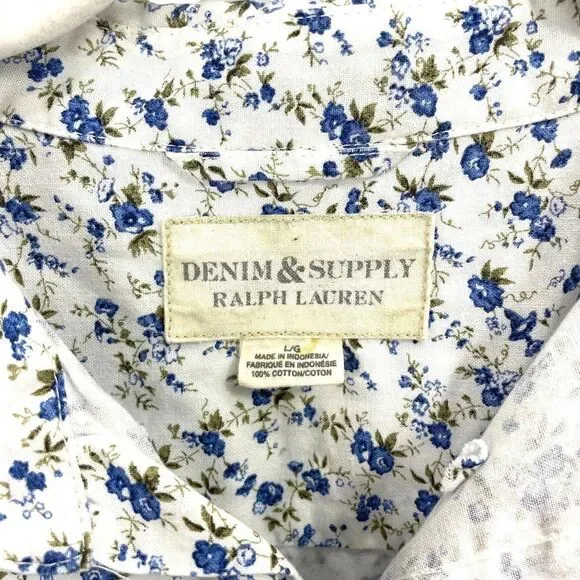 DENIM & SUPPLY
RALPH LAUREN
L/G
MADE IN INDONESIA/
FABRIQUÉ EN INDONÉSIE
100% COTTON/COTON